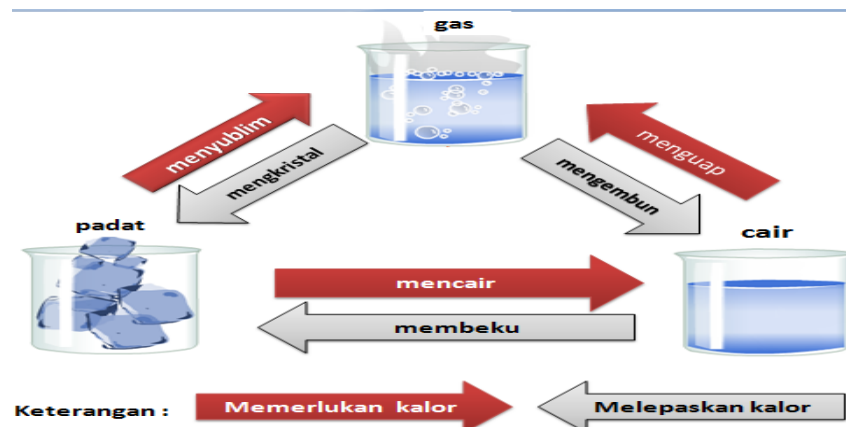 gas
menyublim
mengkristal
menguap
mengembun
padat
cair
mencair
membeku
Keterangan : Memerlukan kalor Melepaskan kalor